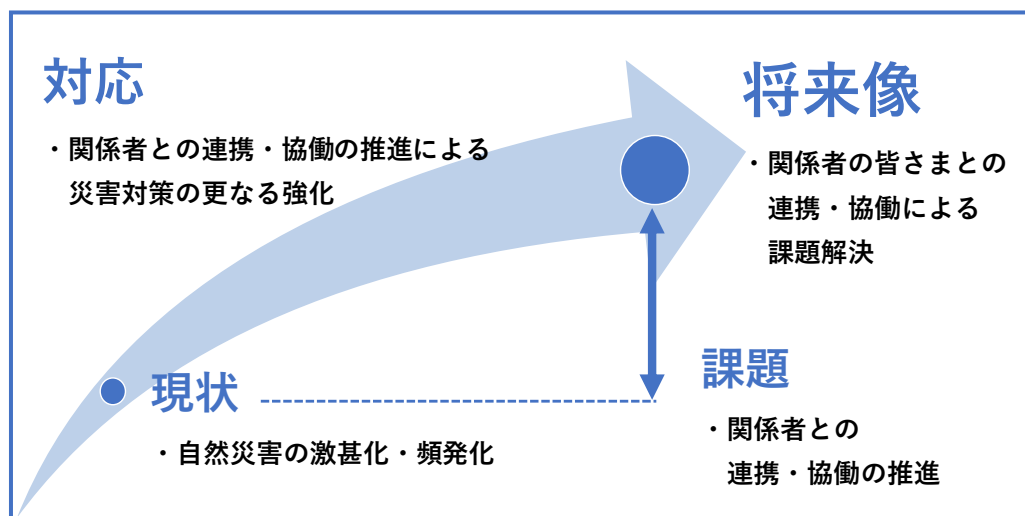 対応
・関係者との連携・協働の推進による
災害対策の更なる強化
将来像
・関係者の皆さまとの
連携・協働による
課題解決
現状
・自然災害の激甚化・頻発化
課題
・関係者との
連携・協働の推進